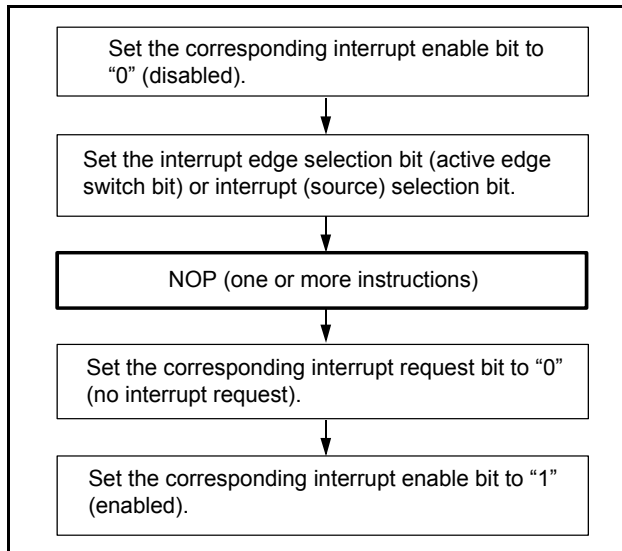 Set the corresponding interrupt enable bit to
“0” (disabled).
Set the interrupt edge selection bit (active edge
switch bit) or interrupt (source) selection bit.
NOP (one or more instructions)
Set the corresponding interrupt request bit to “0”
(no interrupt request).
Set the corresponding interrupt enable bit to “1”
(enabled).